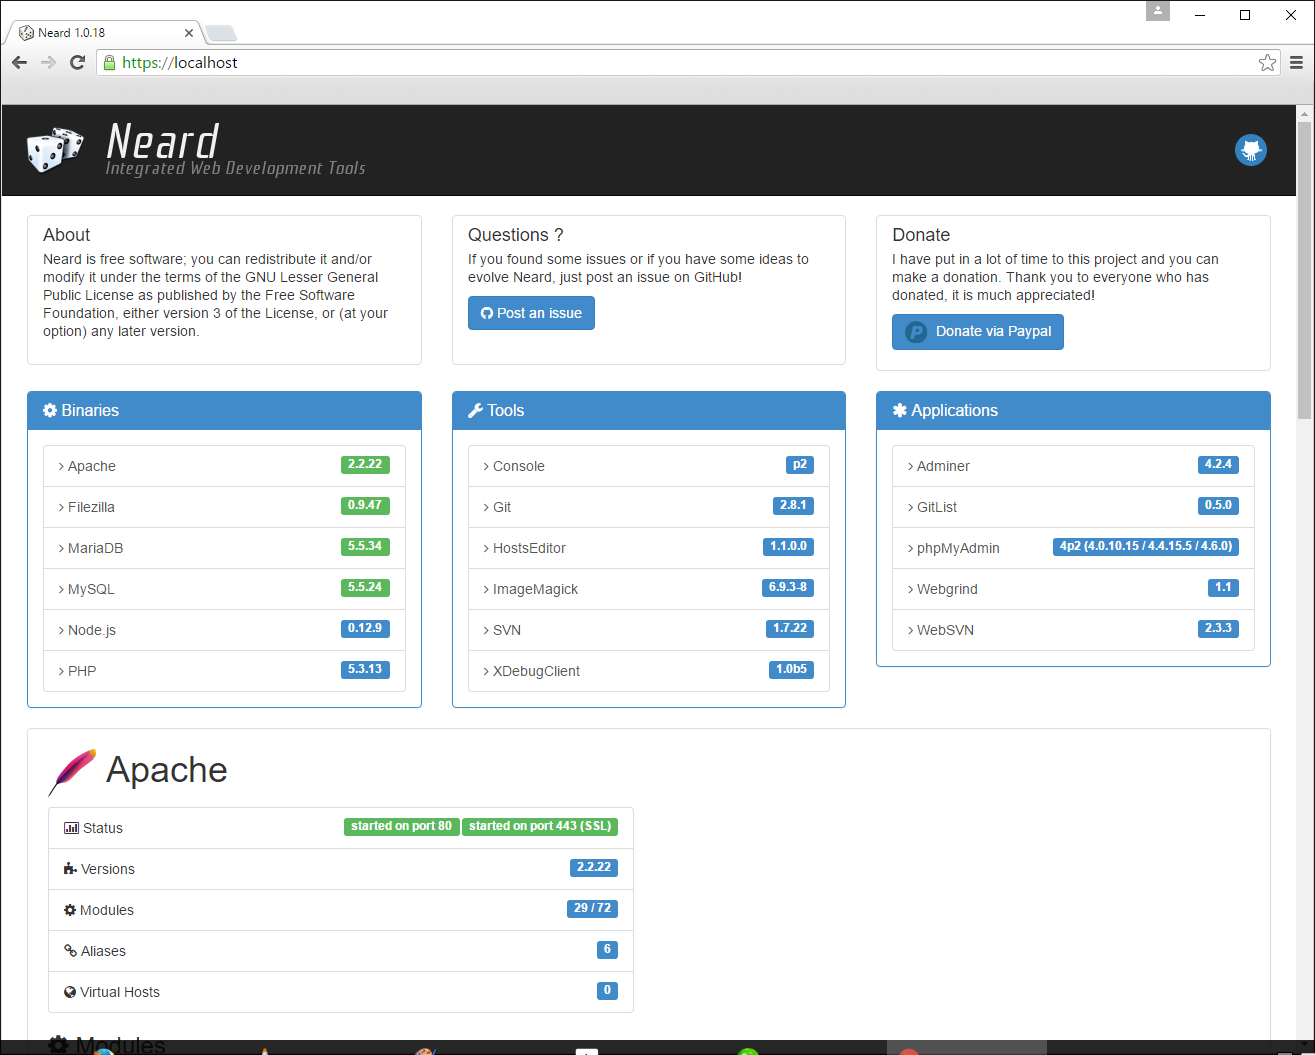 Neard 1.0.18
https://localhost
Neard
Integrated Web Development Tools
About
Neard is free software; you can redistribute it and/or
modify it under the terms of the GNU Lesser General
Public License as published by the Free Software
Foundation, either version 3 of the License, or (at your
option) any later version.
Questions ?
If you found some issues or if you have some ideas to
evolve Neard, just post an issue on GitHub!
Post an issue
Donate
I have put in a lot of time to this project and you can
make a donation. Thank you to everyone who has
donated, it is much appreciated!
Donate via Paypal
Binaries
Apache 2.2.22
Filezilla 0.9.47
MariaDB 5.5.34
MySQL 5.5.24
Node.js 0.12.9
PHP 5.3.13
Tools
Console p2
Git 2.8.1
HostsEditor 1.1.0.0
ImageMagick 6.9.3-8
SVN 1.7.22
XDebugClient 1.0b5
Applications
Adminer 4.2.4
GitList 0.5.0
phpMyAdmin 4p2 (4.0.10.15 / 4.4.15.5 / 4.6.0)
Webgrind 1.1
WebSVN 2.3.3
Apache
Status started on port 80 started on port 443 (SSL)
Versions 2.2.22
Modules 29 / 72
Aliases 6
Virtual Hosts 0
Modules